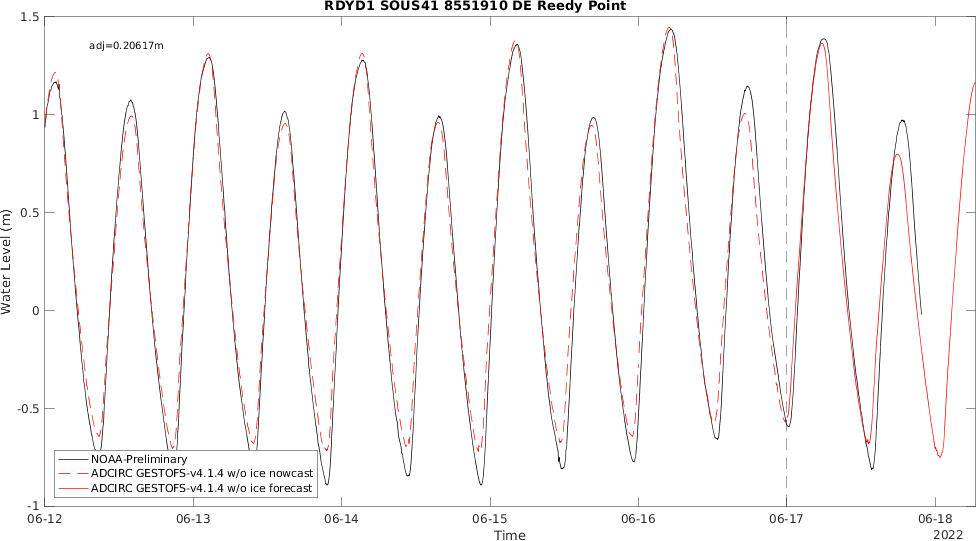 RDYD1 SOUS41 8551910 DE Reedy Point
adj=0.20617m
1.5
1
0.5
0
-0.5
-1
Water Level (m)
NOAA-Preliminary
ADCIRC GESTOFS-v4.1.4 w/o ice nowcast
ADCIRC GESTOFS-v4.1.4 w/o ice forecast
06-12 06-13 06-14 06-15 06-16 06-17 06-18
Time
2022